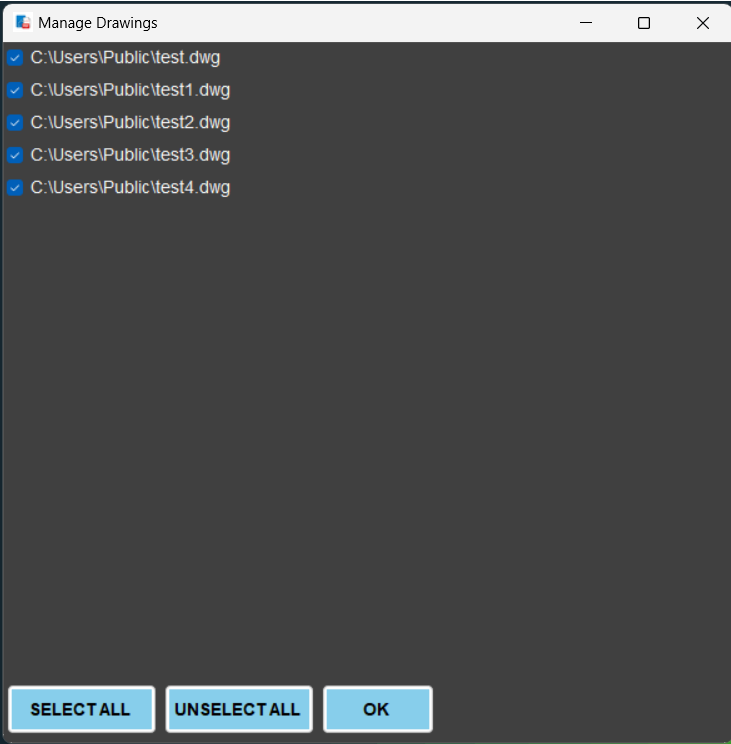 Manage Drawings
C:\Users\Public\test.dwg
C:\Users\Public\test1.dwg
C:\Users\Public\test2.dwg
C:\Users\Public\test3.dwg
C:\Users\Public\test4.dwg
SELECT ALL UNSELECT ALL OK